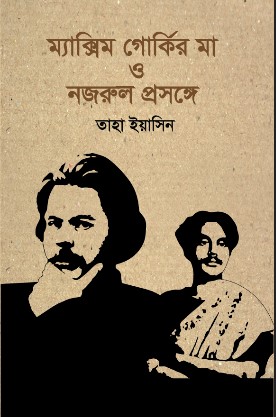 ম্যাক্সিম গোর্কির মা
ও
নজরুল প্রসঙ্গে
তাহা ইয়াসিন